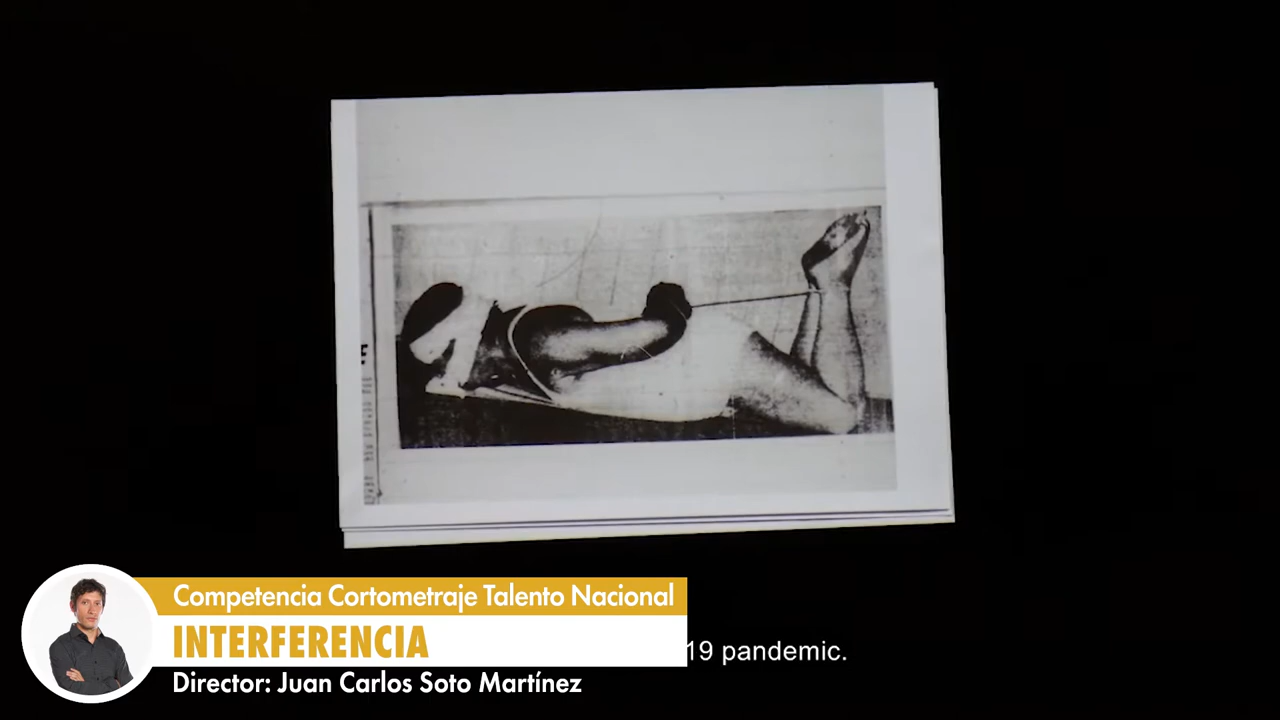 Competencia Cortometraje Talento Nacional
INTERFERENCIA
19 pandemic.
Director: Juan Carlos Soto Martínez